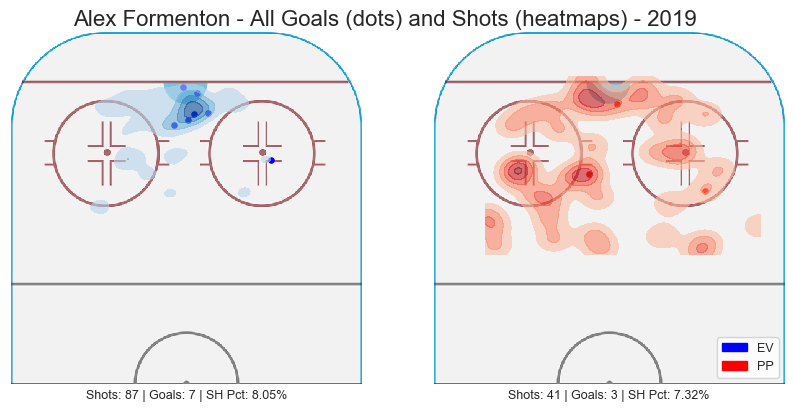 Alex Formenton - All Goals (dots) and Shots (heatmaps) - 2019
EV
PP
Shots: 87 | Goals: 7 | SH Pct: 8.05%
Shots: 41 | Goals: 3 | SH Pct: 7.32%